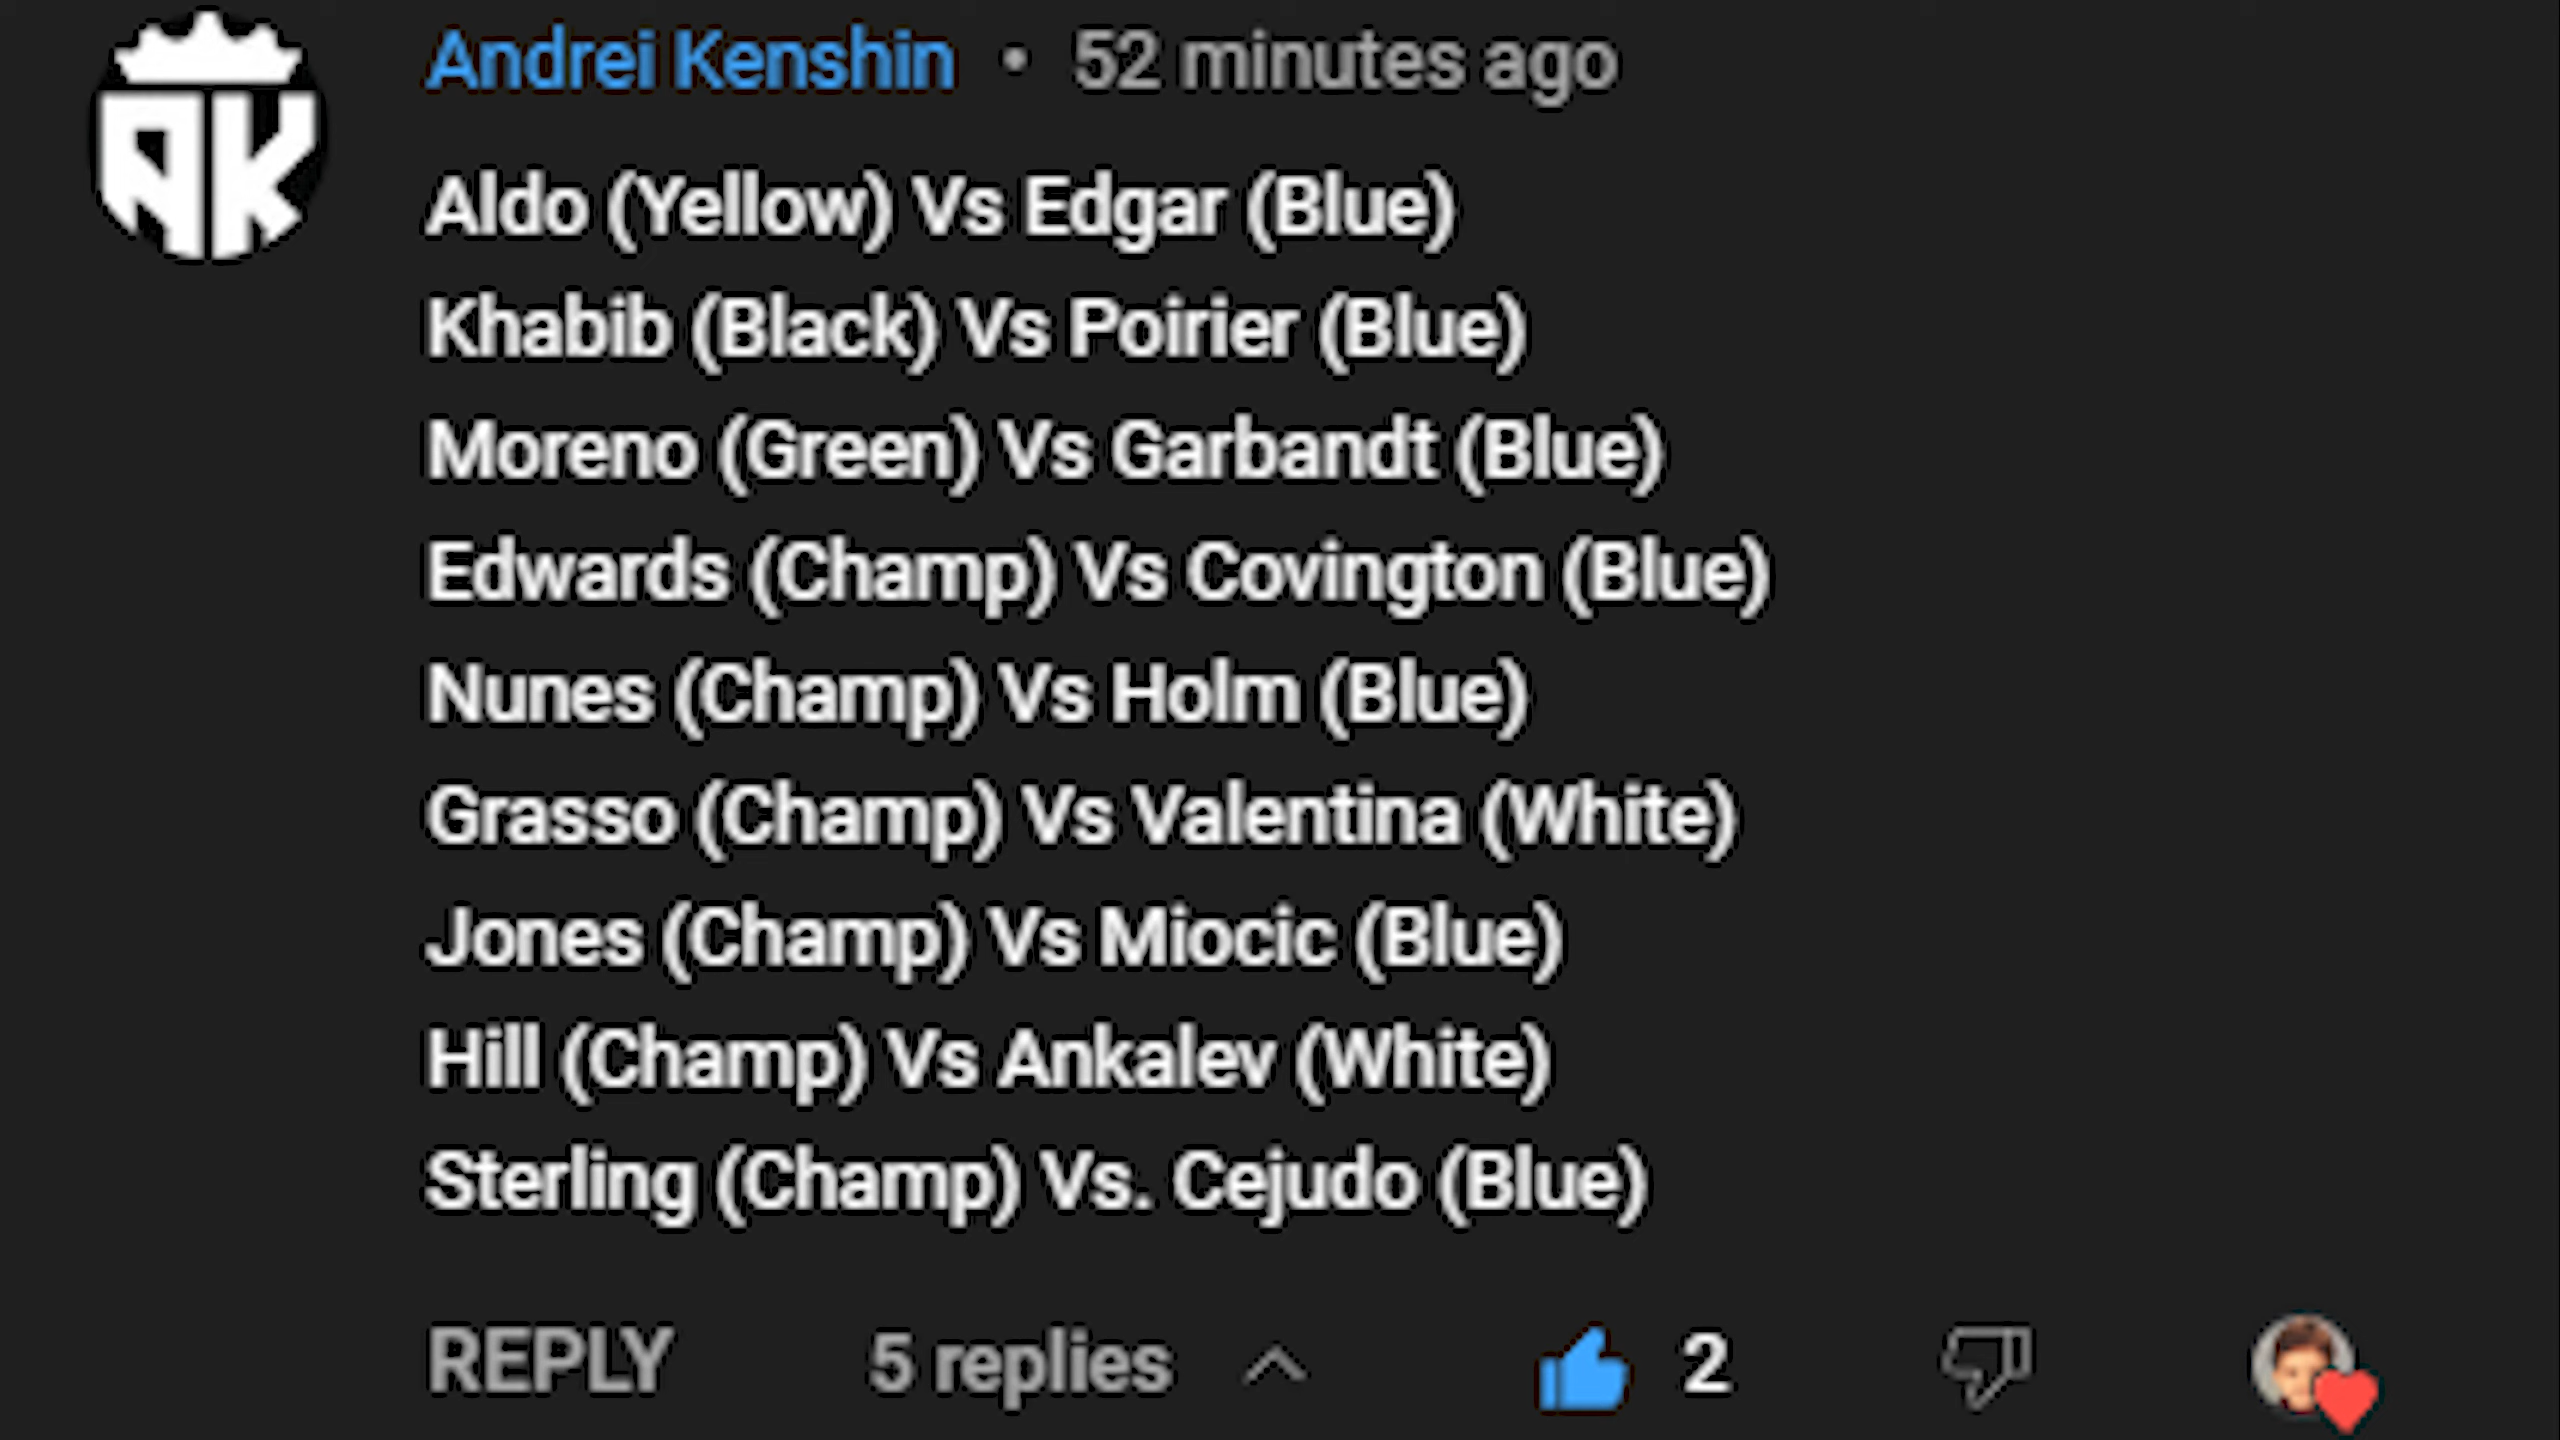 AK
Andrei Kenshin • 52 minutes ago
Aldo (Yellow) Vs Edgar (Blue)
Khabib (Black) Vs Poirier (Blue)
Moreno (Green) Vs Garbandt (Blue)
Edwards (Champ) Vs Covington (Blue)
Nunes (Champ) Vs Holm (Blue)
Grasso (Champ) Vs Valentina (White)
Jones (Champ) Vs Miocic (Blue)
Hill (Champ) Vs Ankalev (White)
Sterling (Champ) Vs. Cejudo (Blue)
REPLY 5 replies 2